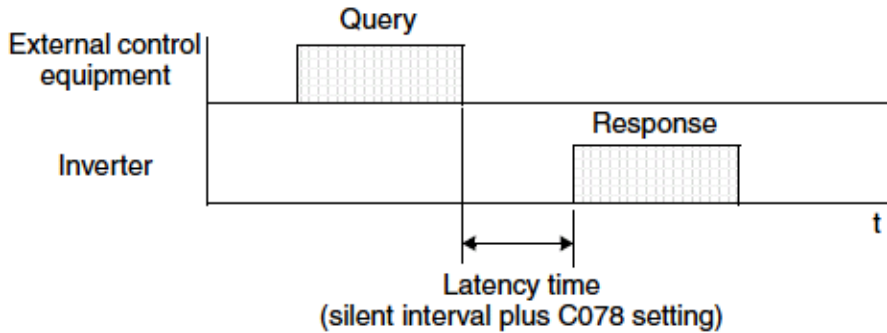 Query
External control
equipment
Response
Inverter
t
Latency time
(silent interval plus C078 setting)